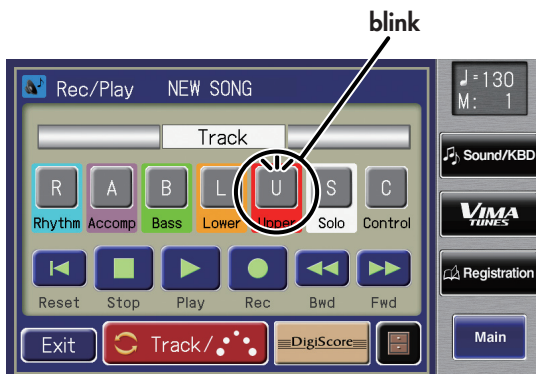 blink
Rec/Play NEW SONG
♩=130
M: 1
Track
Sound/KBD
R A B L U S C
Rhythm Accomp Bass Lower Upper Solo Control
VIMA
TUNES
Registration
Reset Stop Play Rec Bwd Fwd
Exit Track/ DigiScore
Main